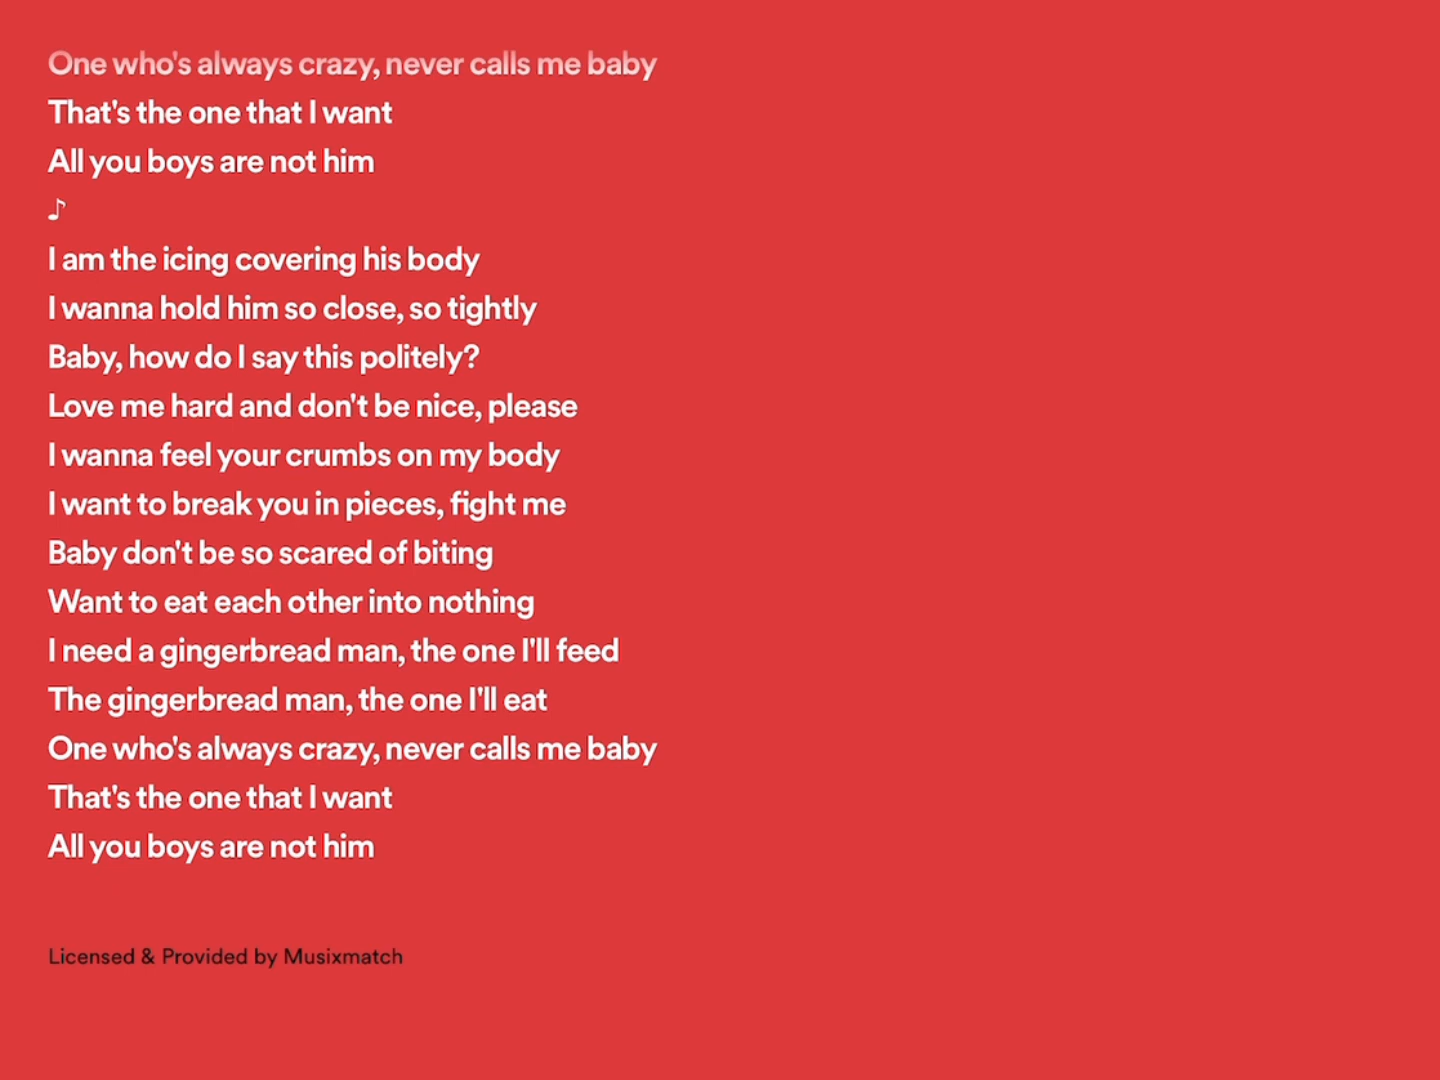 One who's always crazy, never calls me baby
That's the one that I want
All you boys are not him
♪
I am the icing covering his body
I wanna hold him so close, so tightly
Baby, how do I say this politely?
Love me hard and don't be nice, please
I wanna feel your crumbs on my body
I want to break you in pieces, fight me
Baby don't be so scared of biting
Want to eat each other into nothing
I need a gingerbread man, the one I'll feed
The gingerbread man, the one I'll eat
One who's always crazy, never calls me baby
That's the one that I want
All you boys are not him
Licensed & Provided by Musixmatch